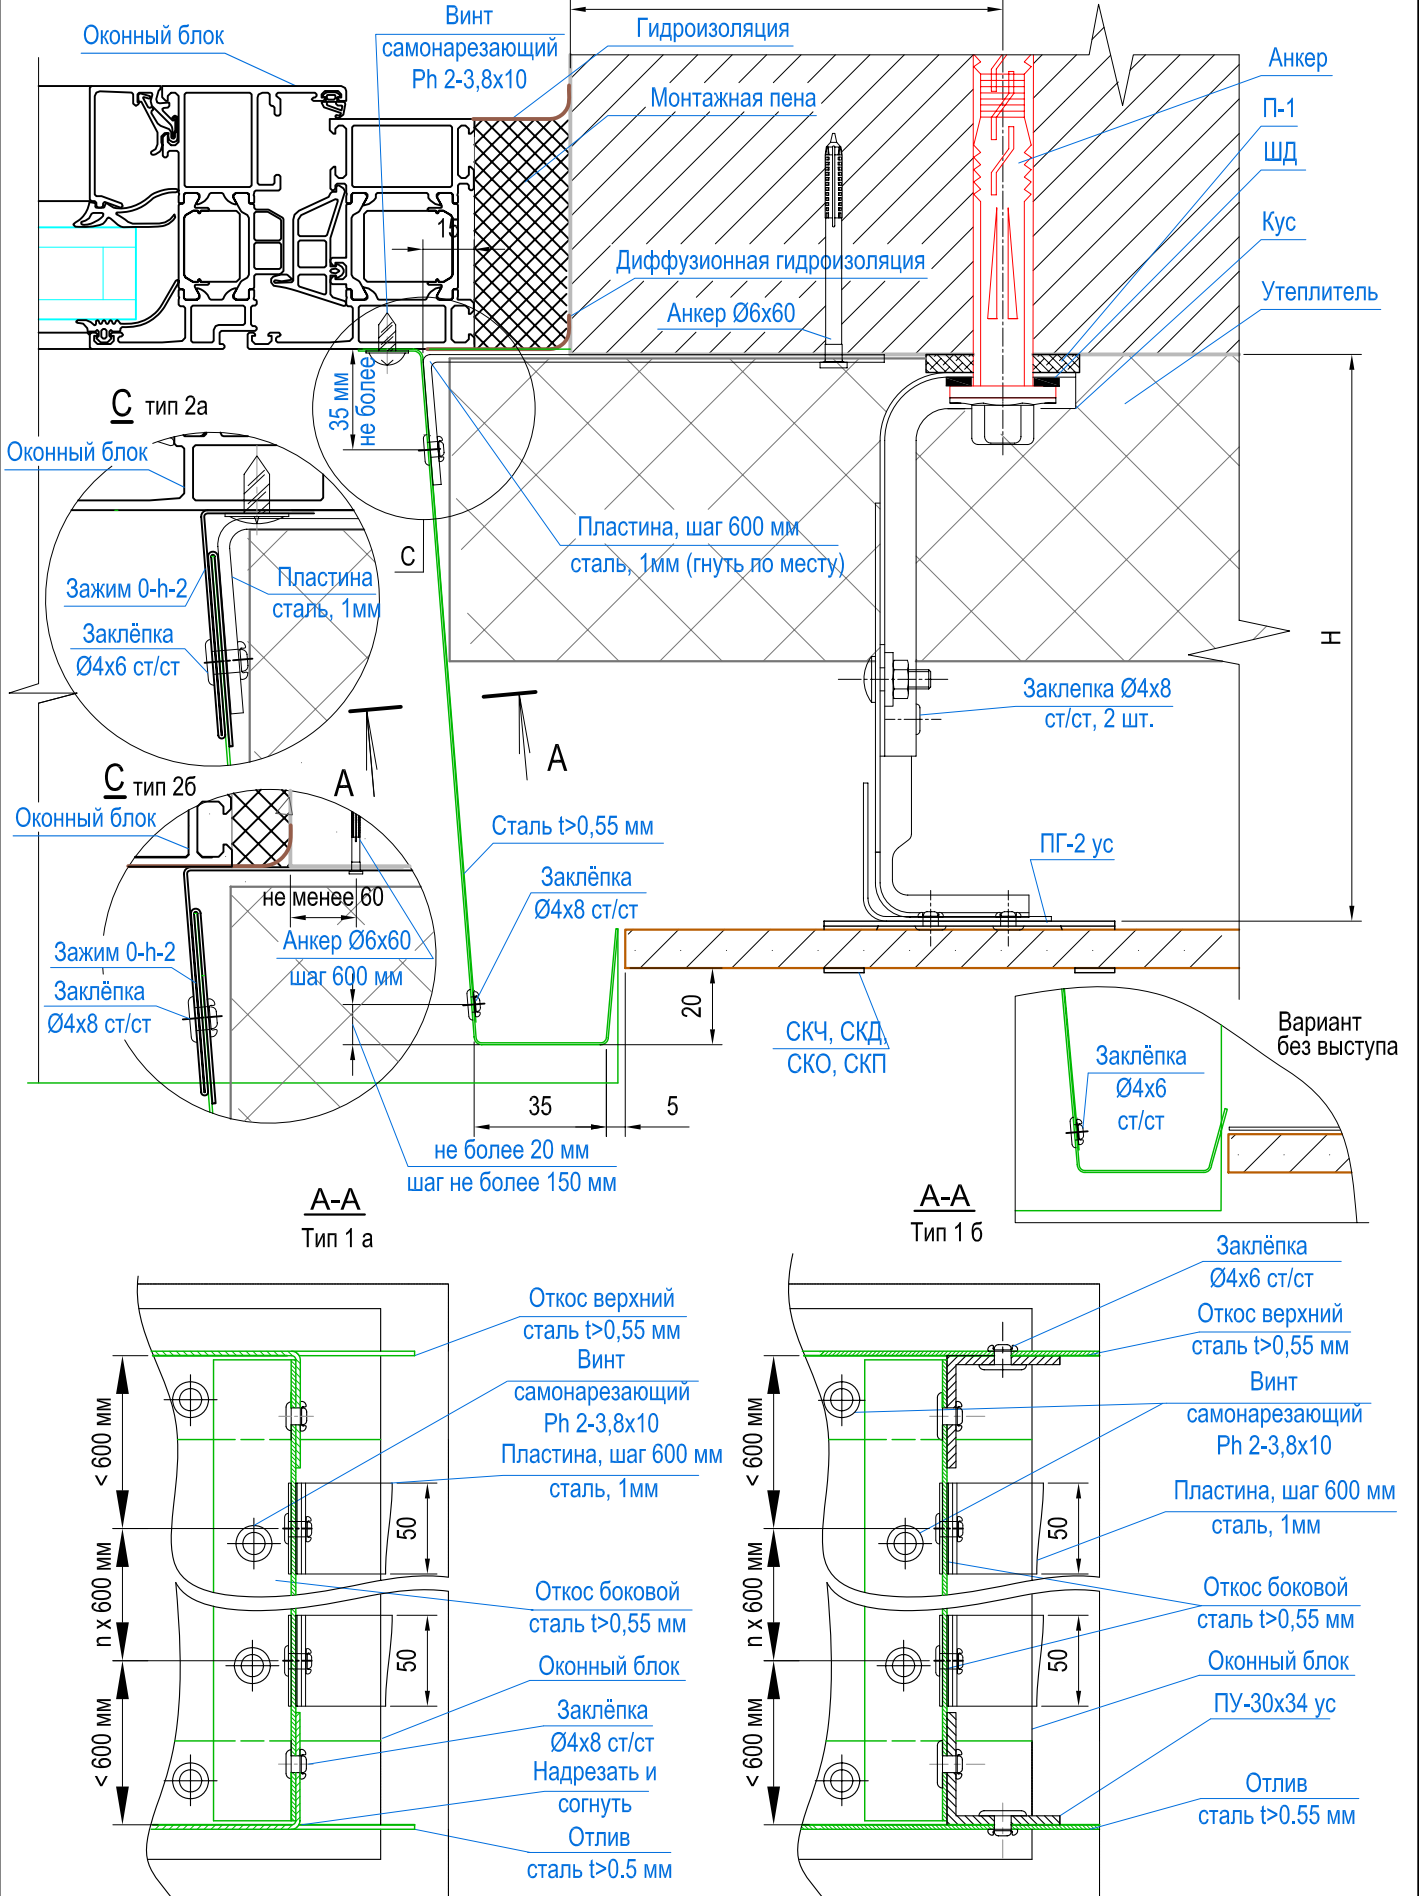 Оконный блок
Винт
самонарезающий
Ph 2-3,8x10
Гидроизоляция
Монтажная пена
Анкер
П-1
ШД
Кус
Утеплитель
15
Диффузионная гидроизоляция
Анкер Ø6x60
35 мм
не более
С тип 2а
Оконный блок
Зажим 0-h-2
Пластина
сталь, 1мм
Заклёпка
Ø4x6 ст/ст
С
Пластина, шаг 600 мм
сталь, 1мм (гнуть по месту)
Н
Заклепка Ø4x8
ст/ст, 2 шт.
А
А
С тип 2б
Оконный блок
не менее 60
Анкер Ø6x60
шаг 600 мм
Зажим 0-h-2
Заклёпка
Ø4x8 ст/ст
Сталь t>0,55 мм
Заклёпка
Ø4x8 ст/ст
ПГ-2 ус
20
СКЧ, СКД,
СКО, СКП
35
5
не более 20 мм
шаг не более 150 мм
Вариант
без выступа
Заклёпка
Ø4x6
ст/ст
А-А
Тип 1 а
< 600 мм
n x 600 мм
< 600 мм
50
50
Откос верхний
сталь t>0,55 мм
Винт
самонарезающий
Ph 2-3,8x10
Пластина, шаг 600 мм
сталь, 1мм
Откос боковой
сталь t>0,55 мм
Оконный блок
Заклёпка
Ø4x8 ст/ст
Надрезать и
согнуть
Отлив
сталь t>0.5 мм
А-А
Тип 1 б
< 600 мм
n x 600 мм
< 600 мм
50
50
Заклёпка
Ø4x6 ст/ст
Откос верхний
сталь t>0,55 мм
Винт
самонарезающий
Ph 2-3,8x10
Пластина, шаг 600 мм
сталь, 1мм
Откос боковой
сталь t>0,55 мм
Оконный блок
ПУ-30x34 ус
Отлив
сталь t>0.55 мм